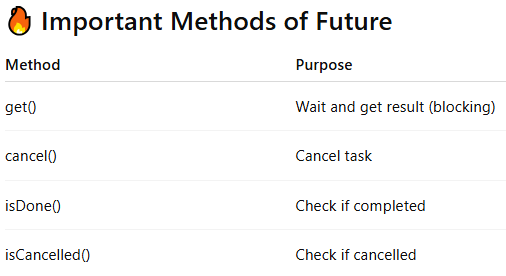 🔥 Important Methods of Future
Method Purpose
get() Wait and get result (blocking)
cancel() Cancel task
isDone() Check if completed
isCancelled() Check if cancelled